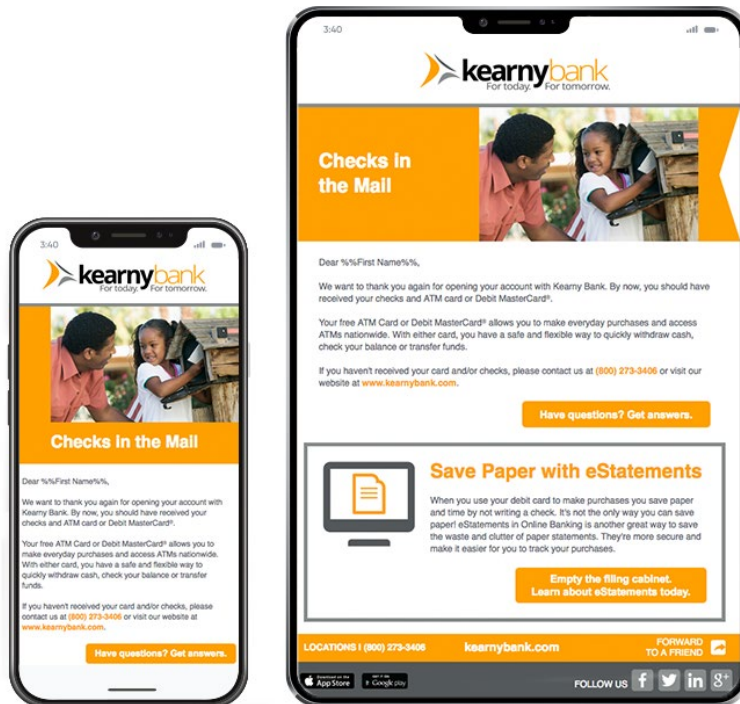 3:40
kearnybank
For today. For tomorrow.
Checks in the Mail
Dear %%First Name%%,
We want to thank you again for opening your account with
Kearny Bank. By now, you should have received your
checks and ATM card or Debit MasterCard®.
Your free ATM Card or Debit MasterCard® allows you to
make everyday purchases and access ATMs nationwide.
With either card, you have a safe and flexible way to
quickly withdraw cash, check your balance or transfer
funds.
If you haven't received your card and/or checks, please
contact us at (800) 273-3406 or visit our website at
www.kearnybank.com.
Have questions? Get answers.
3:40
kearnybank
For today. For tomorrow.
Checks in
the Mail
Dear %%First Name%%,
We want to thank you again for opening your account with Kearny Bank. By now, you should have
received your checks and ATM card or Debit MasterCard®.
Your free ATM Card or Debit MasterCard® allows you to make everyday purchases and access
ATMs nationwide. With either card, you have a safe and flexible way to quickly withdraw cash,
check your balance or transfer funds.
If you haven't received your card and/or checks, please contact us at (800) 273-3406 or visit our
website at www.kearnybank.com.
Have questions? Get answers.
Save Paper with eStatements
When you use your debit card to make purchases you save paper
and time by not writing a check. It's not the only way you can save
paper! eStatements in Online Banking is another great way to save
the waste and clutter of paper statements. They're more secure and
make it easier for you to track your purchases.
Empty the filing cabinet.
Learn about eStatements today.
LOCATIONS I (800) 273-3406 kearnybank.com FORWARD
TO A FRIEND
Download on the
App Store
GET IT ON
Google play
FOLLOW US f in g+